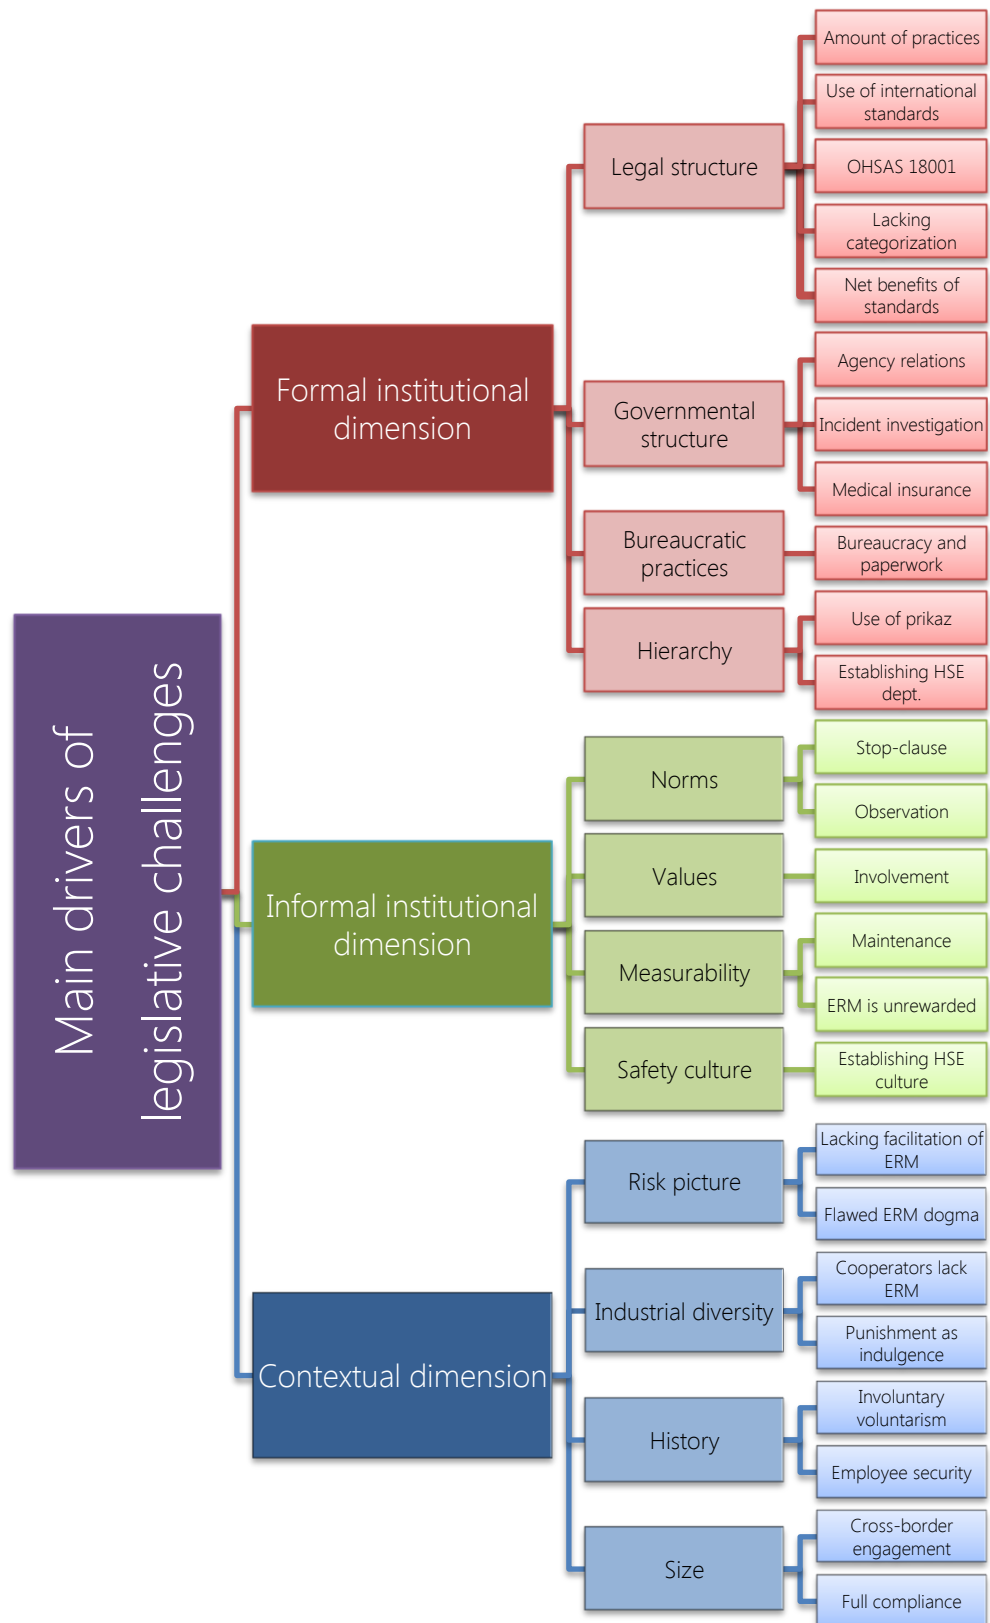 Main drivers of
legislative challenges
Formal institutional
dimension
Legal structure
Amount of practices
Use of international
standards
OHSAS 18001
Lacking
categorization
Net benefits of
standards
Governmental
structure
Agency relations
Incident investigation
Medical insurance
Bureaucratic
practices
Bureaucracy and
paperwork
Hierarchy
Use of prikaz
Establishing HSE
dept.
Informal institutional
dimension
Norms
Stop-clause
Observation
Values
Involvement
Measurability
Maintenance
ERM is unrewarded
Safety culture
Establishing HSE
culture
Contextual dimension
Risk picture
Lacking facilitation of
ERM
Flawed ERM dogma
Industrial diversity
Cooperators lack
ERM
Punishment as
indulgence
History
Involuntary
voluntarism
Employee security
Size
Cross-border
engagement
Full compliance